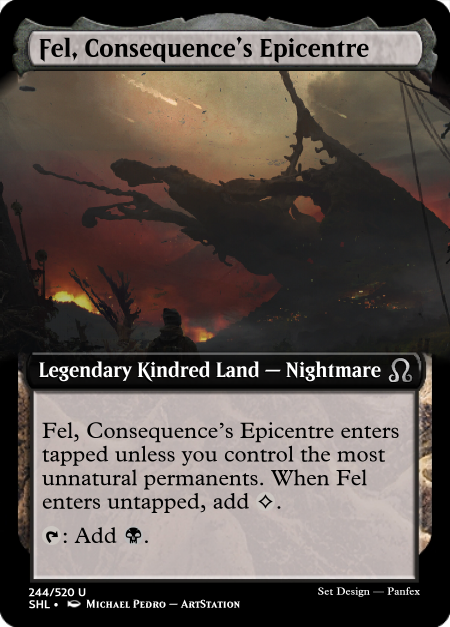 Fel, Consequence's Epicentre
Legendary Kindred Land — Nightmare
Fel, Consequence's Epicentre enters
tapped unless you control the most
unnatural permanents. When Fel
enters untapped, add .
: Add .
244/520 U
Set Design — Panfex
SHL • Michael Pedro — ArtStation